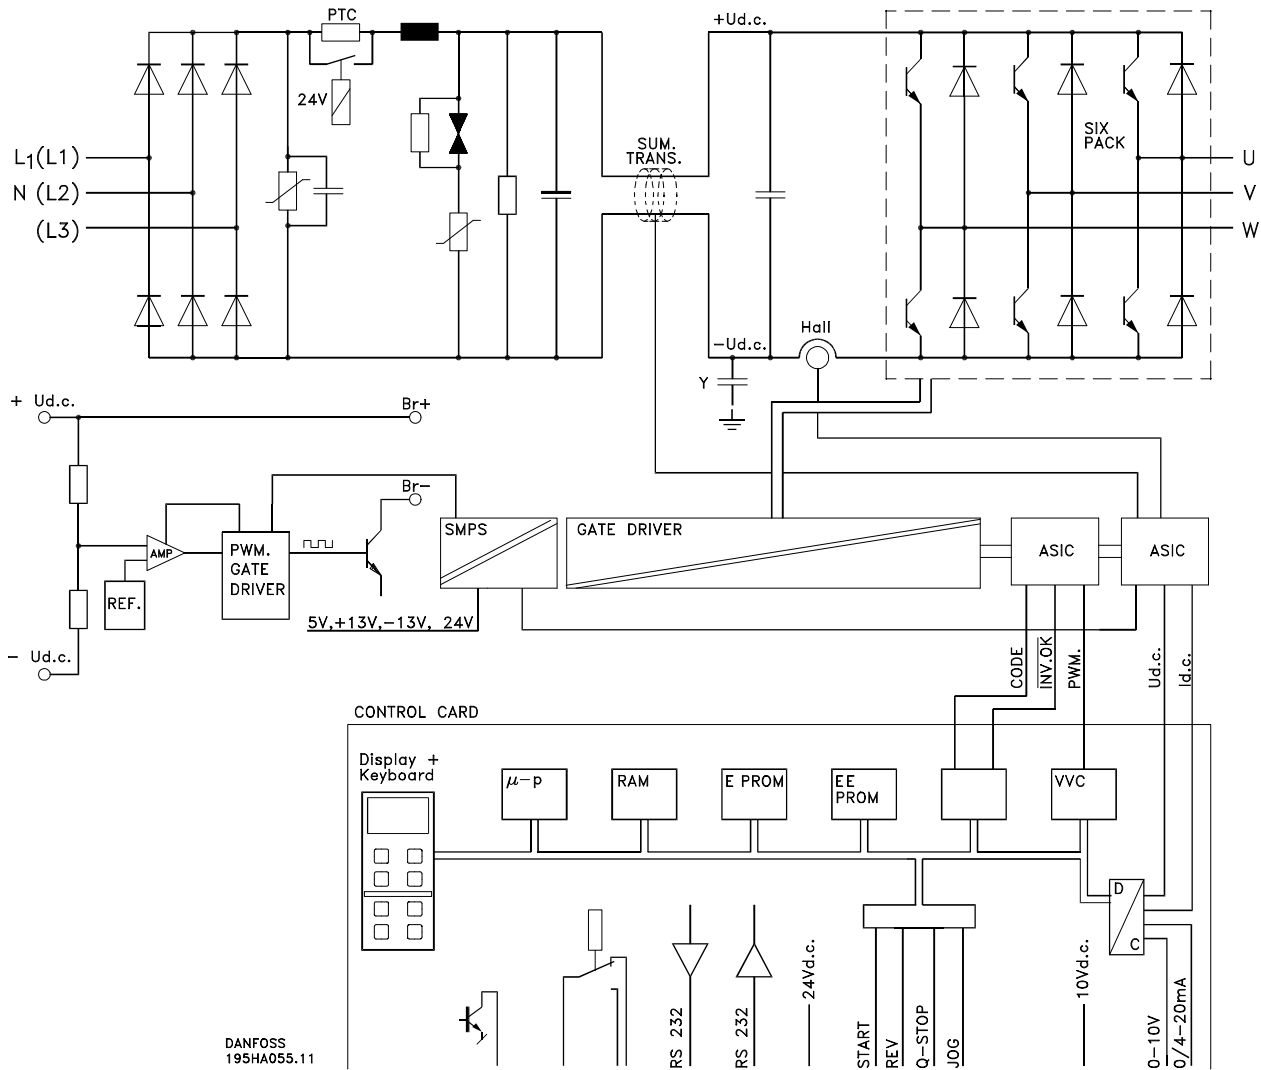 PTC
+Ud.c.
24V
SUM.
TRANS.
SIX
PACK
L1(L1)
N (L2)
(L3)
U
V
W
Hall
-Ud.c.
Y
+ Ud.c.
Br+
Br-
AMP
REF.
PWM.
GATE
DRIVER
- Ud.c.
SMPS
GATE DRIVER
ASIC
ASIC
5V,+13V,-13V, 24V
CODE
INV.OK
PWM.
Ud.c.
Id.c.
CONTROL CARD
Display +
Keyboard
μ-p
RAM
E PROM
EE
PROM
VVC
D
C
RS 232
RS 232
24Vd.c.
START
REV
Q-STOP
JOG
10Vd.c.
0-10V
0/4-20mA
DANFOSS
195HA055.11